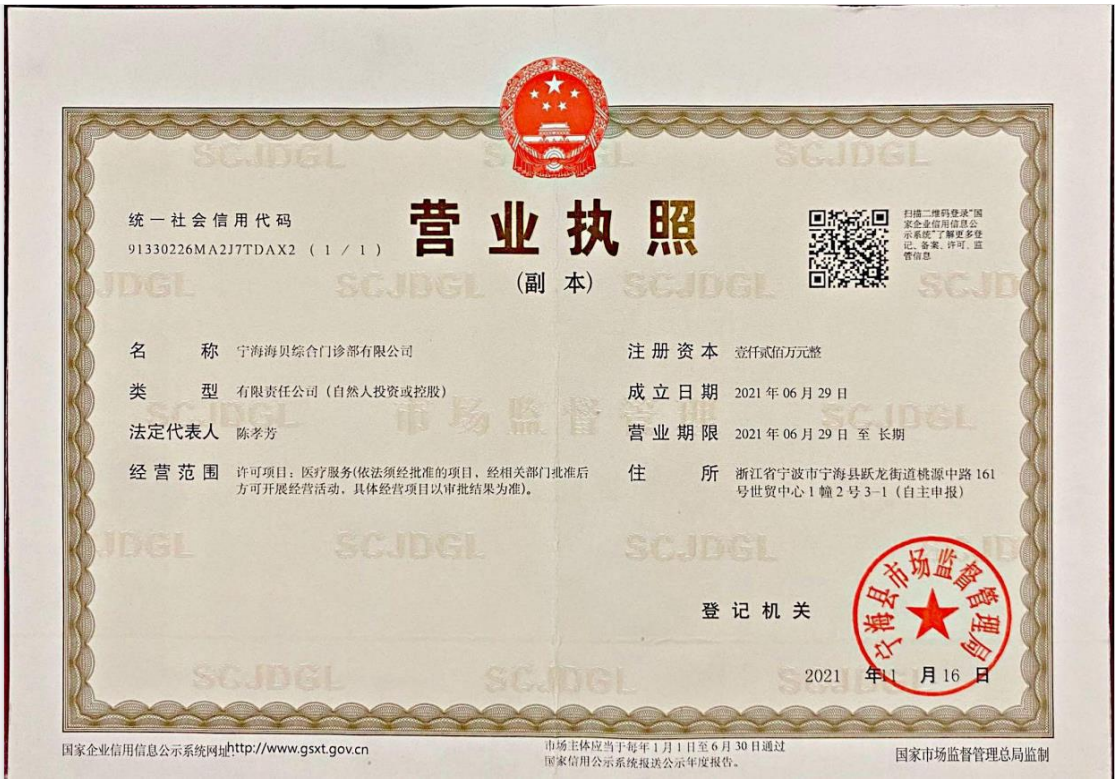 统一社会信用代码
91330226MA2J7TDAX2 （1／1）
营业执照
(副 本)
扫描二维码登录"国
家企业信用信息公
示系统"了解更多登
记、备案、许可、监
管信息
名称 宁海海贝综合门诊部有限公司
类型 有限责任公司（自然人投资或控股）
法定代表人 陈孝芳
经营范围 许可项目：医疗服务(依法须经批准的项目，经相关部门批准后
方可开展经营活动，具体经营项目以审批结果为准)。
注册资本 壹仟贰佰万元整
成立日期 2021年06月29日
营业期限 2021年06月29日 至 长期
住所 浙江省宁波市宁海县跃龙街道桃源中路161
号世贸中心1幢2号3-1（自主申报）
登记机关
宁海县市场监督管理局
2021 年11 月16 日
SCJDGL
市场监督管理
国家企业信用信息公示系统网址:http://www.gsxt.gov.cn
市场主体应当于每年1月1日至6月30日通过
国家信用公示系统报送公示年度报告。
国家市场监督管理总局监制